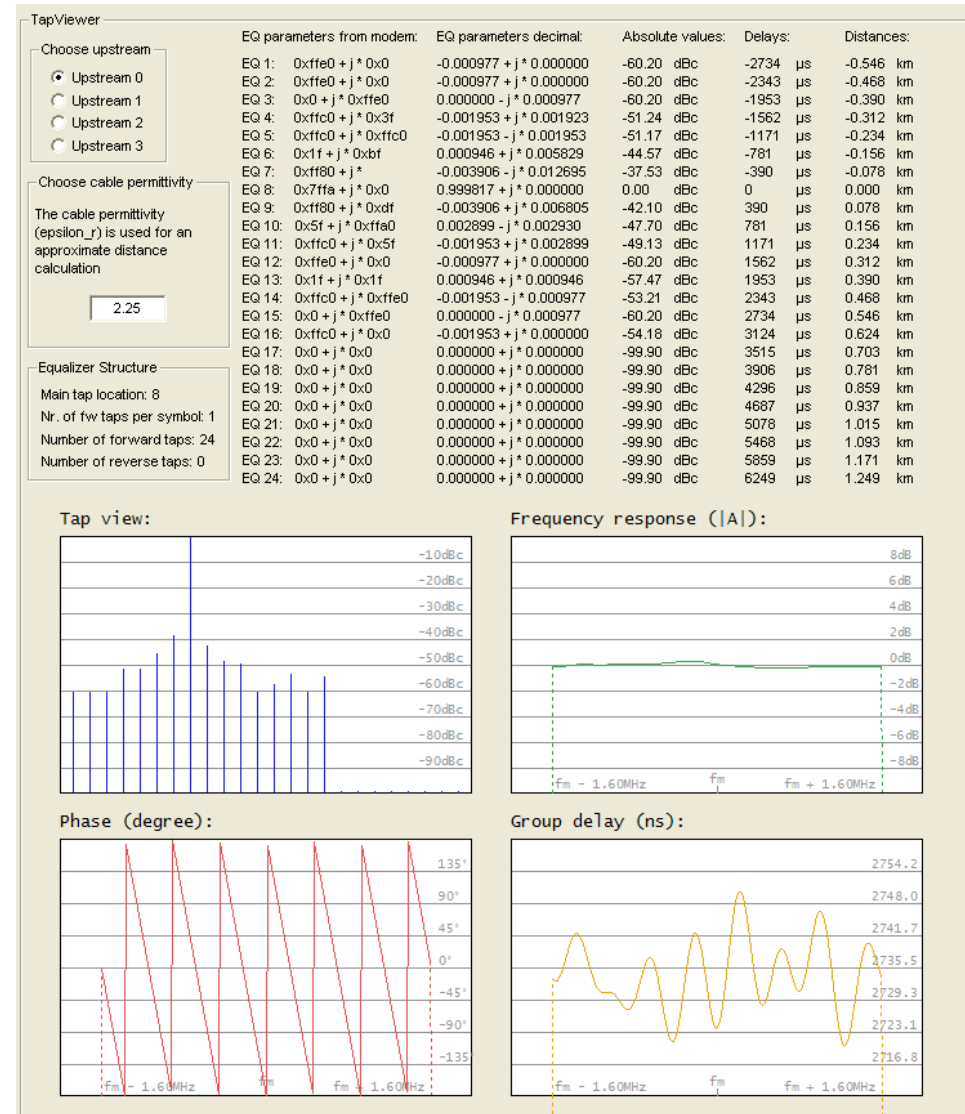 TapViewer
Choose upstream
Upstream 0
Upstream 1
Upstream 2
Upstream 3
Choose cable permittivity
The cable permittivity
(epsilon_r) is used for an
approximate distance
calculation
2.25
Equalizer Structure
Main tap location: 8
Nr. of fw taps per symbol: 1
Number of forward taps: 24
Number of reverse taps: 0
EQ parameters from modem: EQ parameters decimal: Absolute values: Delays: Distances:
EQ 1: 0xffe0 + j * 0x0 -0.000977 + j * 0.000000 -60.20 dBc -2734 µs -0.546 km
EQ 2: 0xffe0 + j * 0x0 -0.000977 + j * 0.000000 -60.20 dBc -2343 µs -0.468 km
EQ 3: 0x0 + j * 0xffe0 0.000000 - j * 0.000977 -60.20 dBc -1953 µs -0.390 km
EQ 4: 0xffc0 + j * 0x3f -0.001953 + j * 0.001923 -51.24 dBc -1562 µs -0.312 km
EQ 5: 0xffc0 + j * 0xffc0 -0.001953 - j * 0.001953 -51.17 dBc -1171 µs -0.234 km
EQ 6: 0x1f + j * 0xbf 0.000946 + j * 0.005829 -44.57 dBc -781 µs -0.156 km
EQ 7: 0xff80 + j * -0.003906 - j * 0.012695 -37.53 dBc -390 µs -0.078 km
EQ 8: 0x7ffa + j * 0x0 0.999817 + j * 0.000000 0.00 dBc 0 µs 0.000 km
EQ 9: 0xff80 + j * 0xdf -0.003906 + j * 0.006805 -42.10 dBc 390 µs 0.078 km
EQ 10: 0x5f + j * 0xffa0 0.002899 - j * 0.002930 -47.70 dBc 781 µs 0.156 km
EQ 11: 0xffc0 + j * 0x5f -0.001953 + j * 0.002899 -49.13 dBc 1171 µs 0.234 km
EQ 12: 0xffe0 + j * 0x0 -0.000977 + j * 0.000000 -60.20 dBc 1562 µs 0.312 km
EQ 13: 0x1f + j * 0x1f 0.000946 + j * 0.000946 -57.47 dBc 1953 µs 0.390 km
EQ 14: 0xffc0 + j * 0xffe0 -0.001953 - j * 0.000977 -53.21 dBc 2343 µs 0.468 km
EQ 15: 0x0 + j * 0xffe0 0.000000 - j * 0.000977 -60.20 dBc 2734 µs 0.546 km
EQ 16: 0xffc0 + j * 0x0 -0.001953 + j * 0.000000 -54.18 dBc 3124 µs 0.624 km
EQ 17: 0x0 + j * 0x0 0.000000 + j * 0.000000 -99.90 dBc 3515 µs 0.703 km
EQ 18: 0x0 + j * 0x0 0.000000 + j * 0.000000 -99.90 dBc 3906 µs 0.781 km
EQ 19: 0x0 + j * 0x0 0.000000 + j * 0.000000 -99.90 dBc 4296 µs 0.859 km
EQ 20: 0x0 + j * 0x0 0.000000 + j * 0.000000 -99.90 dBc 4687 µs 0.937 km
EQ 21: 0x0 + j * 0x0 0.000000 + j * 0.000000 -99.90 dBc 5078 µs 1.015 km
EQ 22: 0x0 + j * 0x0 0.000000 + j * 0.000000 -99.90 dBc 5468 µs 1.093 km
EQ 23: 0x0 + j * 0x0 0.000000 + j * 0.000000 -99.90 dBc 5859 µs 1.171 km
EQ 24: 0x0 + j * 0x0 0.000000 + j * 0.000000 -99.90 dBc 6249 µs 1.249 km
Tap view:
-10dBc
-20dBc
-30dBc
-40dBc
-50dBc
-60dBc
-70dBc
-80dBc
-90dBc
Frequency response (|A|):
8dB
6dB
4dB
2dB
0dB
-2dB
-4dB
-6dB
-8dB
fm - 1.60MHz fm fm + 1.60MHz
Phase (degree):
135°
90°
45°
0°
-45°
-90°
-135°
fm - 1.60MHz fm fm + 1.60MHz
Group delay (ns):
2754.2
2748.0
2741.7
2735.5
2729.3
2723.1
2716.8
fm - 1.60MHz fm fm + 1.60MHz